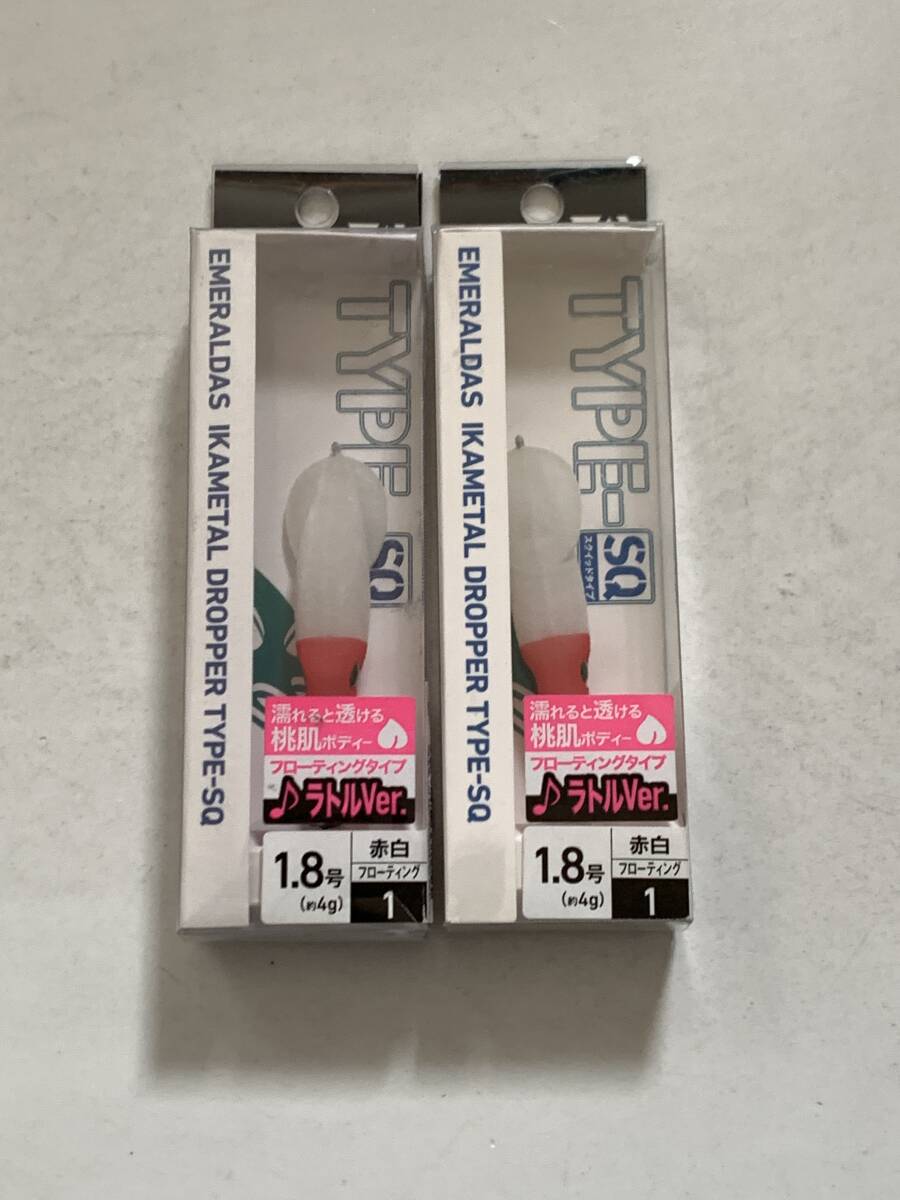 EMERALDAS IKAMETAL DROPPER TYPE-SQ
TYPE-SQ
濡れると透ける
桃肌ボディー
フローティングタイプ
ラトルVer.
1.8号
(約4g)
赤白
フローティング
1
EMERALDAS IKAMETAL DROPPER TYPE-SQ
TYPE-SQ
スクイッドタイプ
濡れると透ける
桃肌ボディー
フローティングタイプ
ラトルVer.
1.8号
(約4g)
赤白
フローティング
1